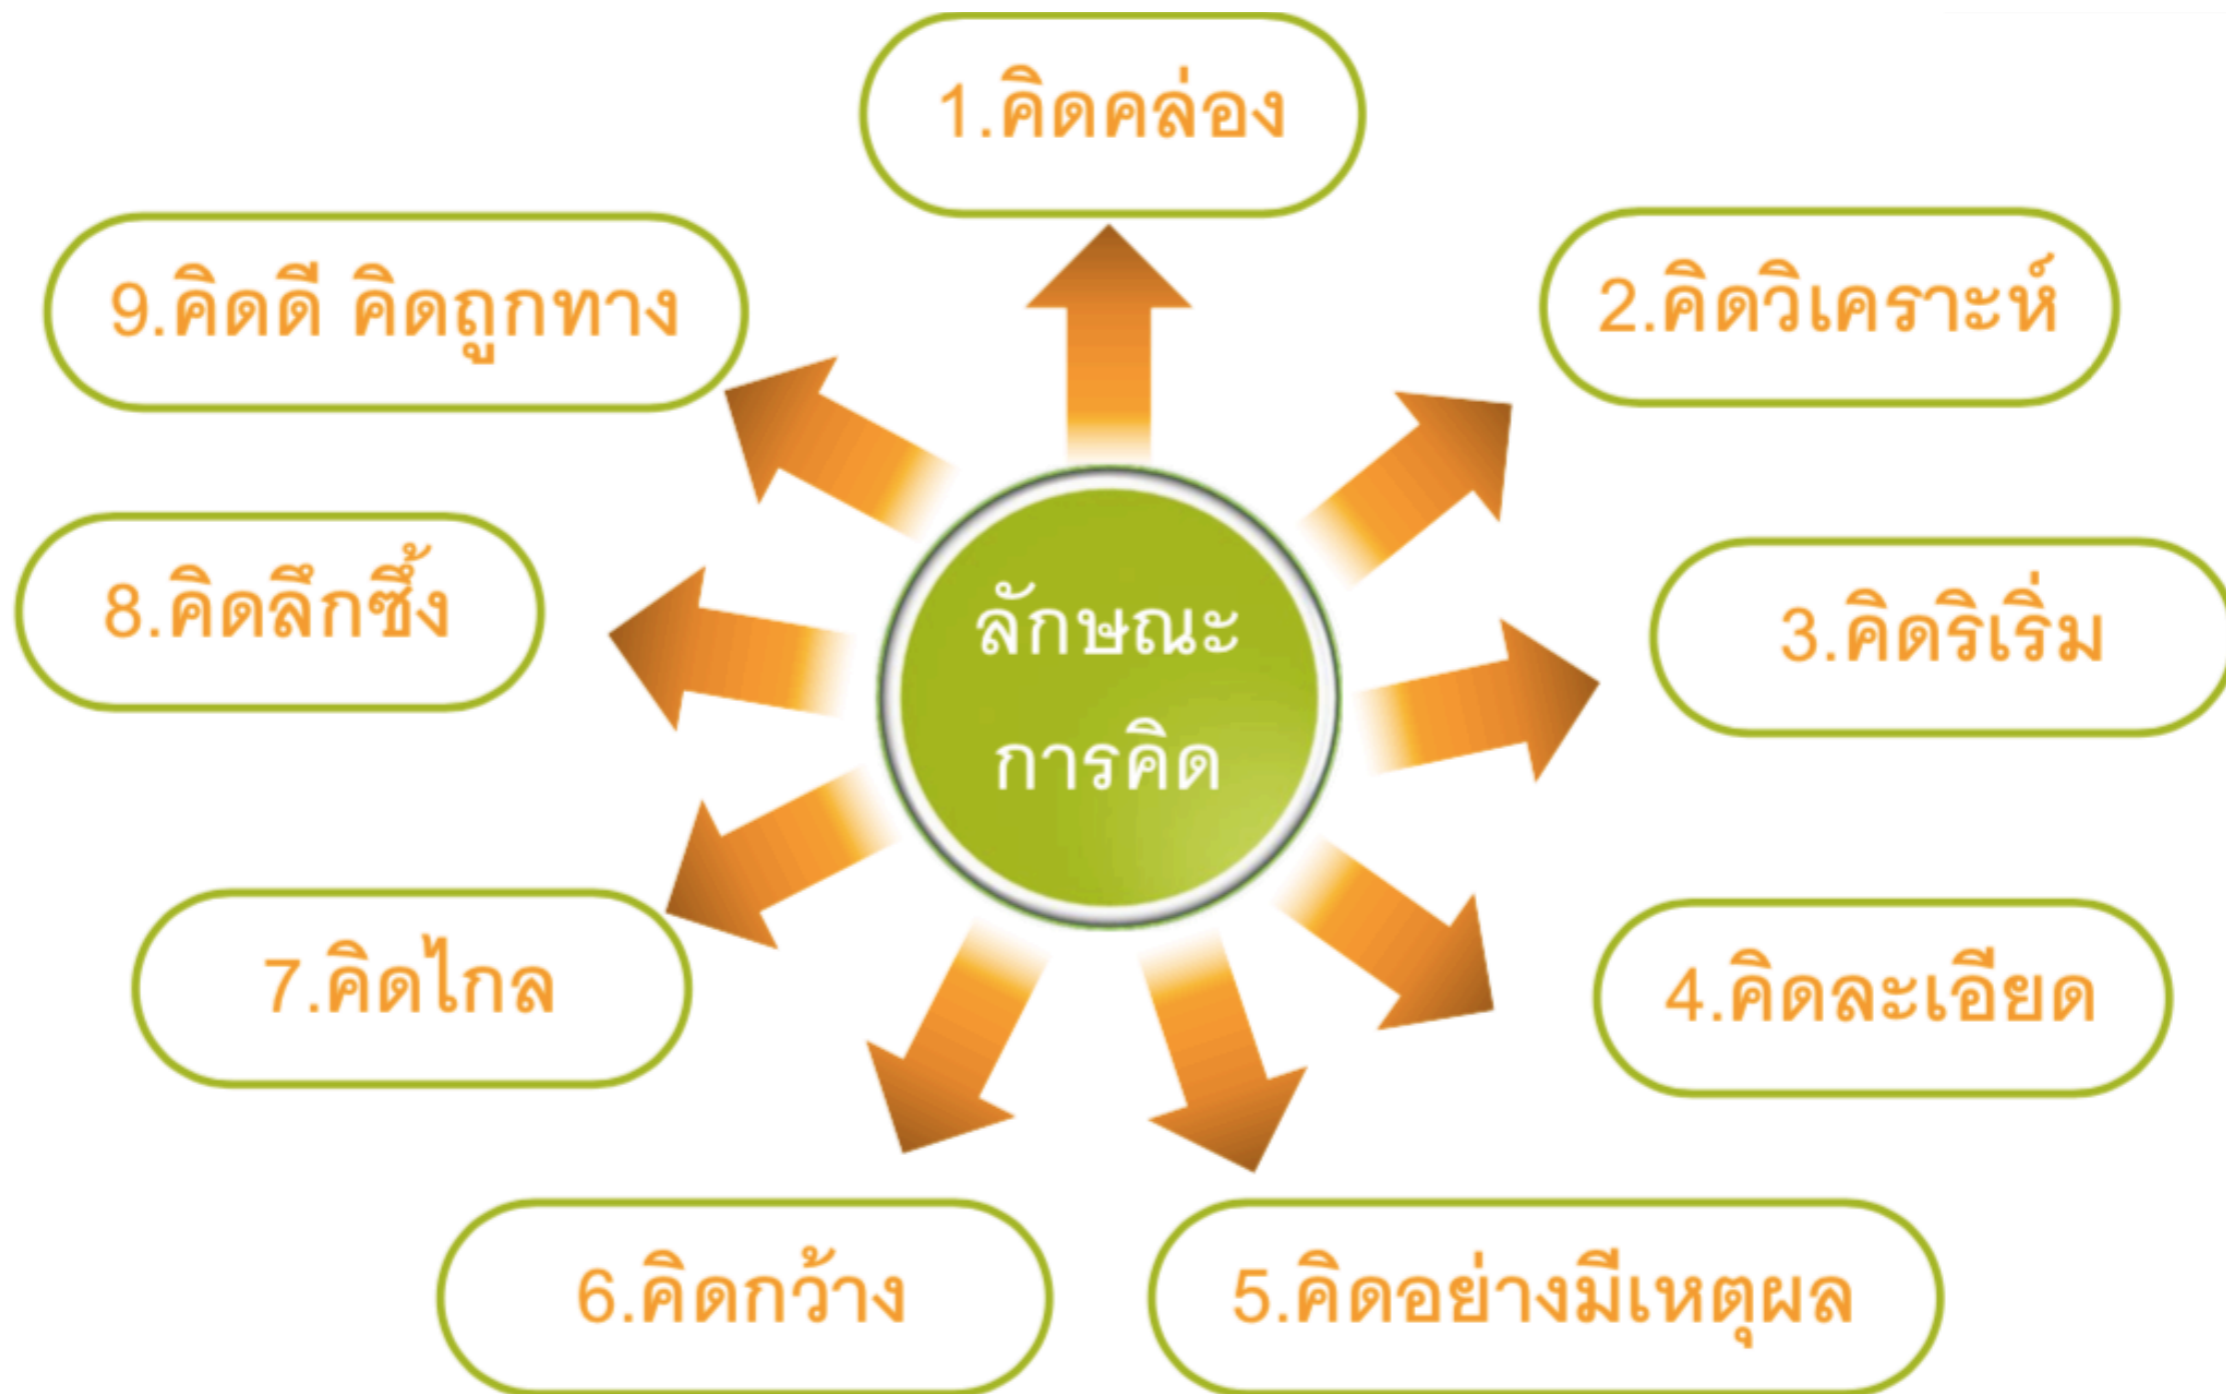 ลักษณะ
การคิด
1.คิดคล่อง
2.คิดวิเคราะห์
3.คิดริเริ่ม
4.คิดละเอียด
5.คิดอย่างมีเหตุผล
6.คิดกว้าง
7.คิดไกล
8.คิดลึกซึ้ง
9.คิดดี คิดถูกทาง